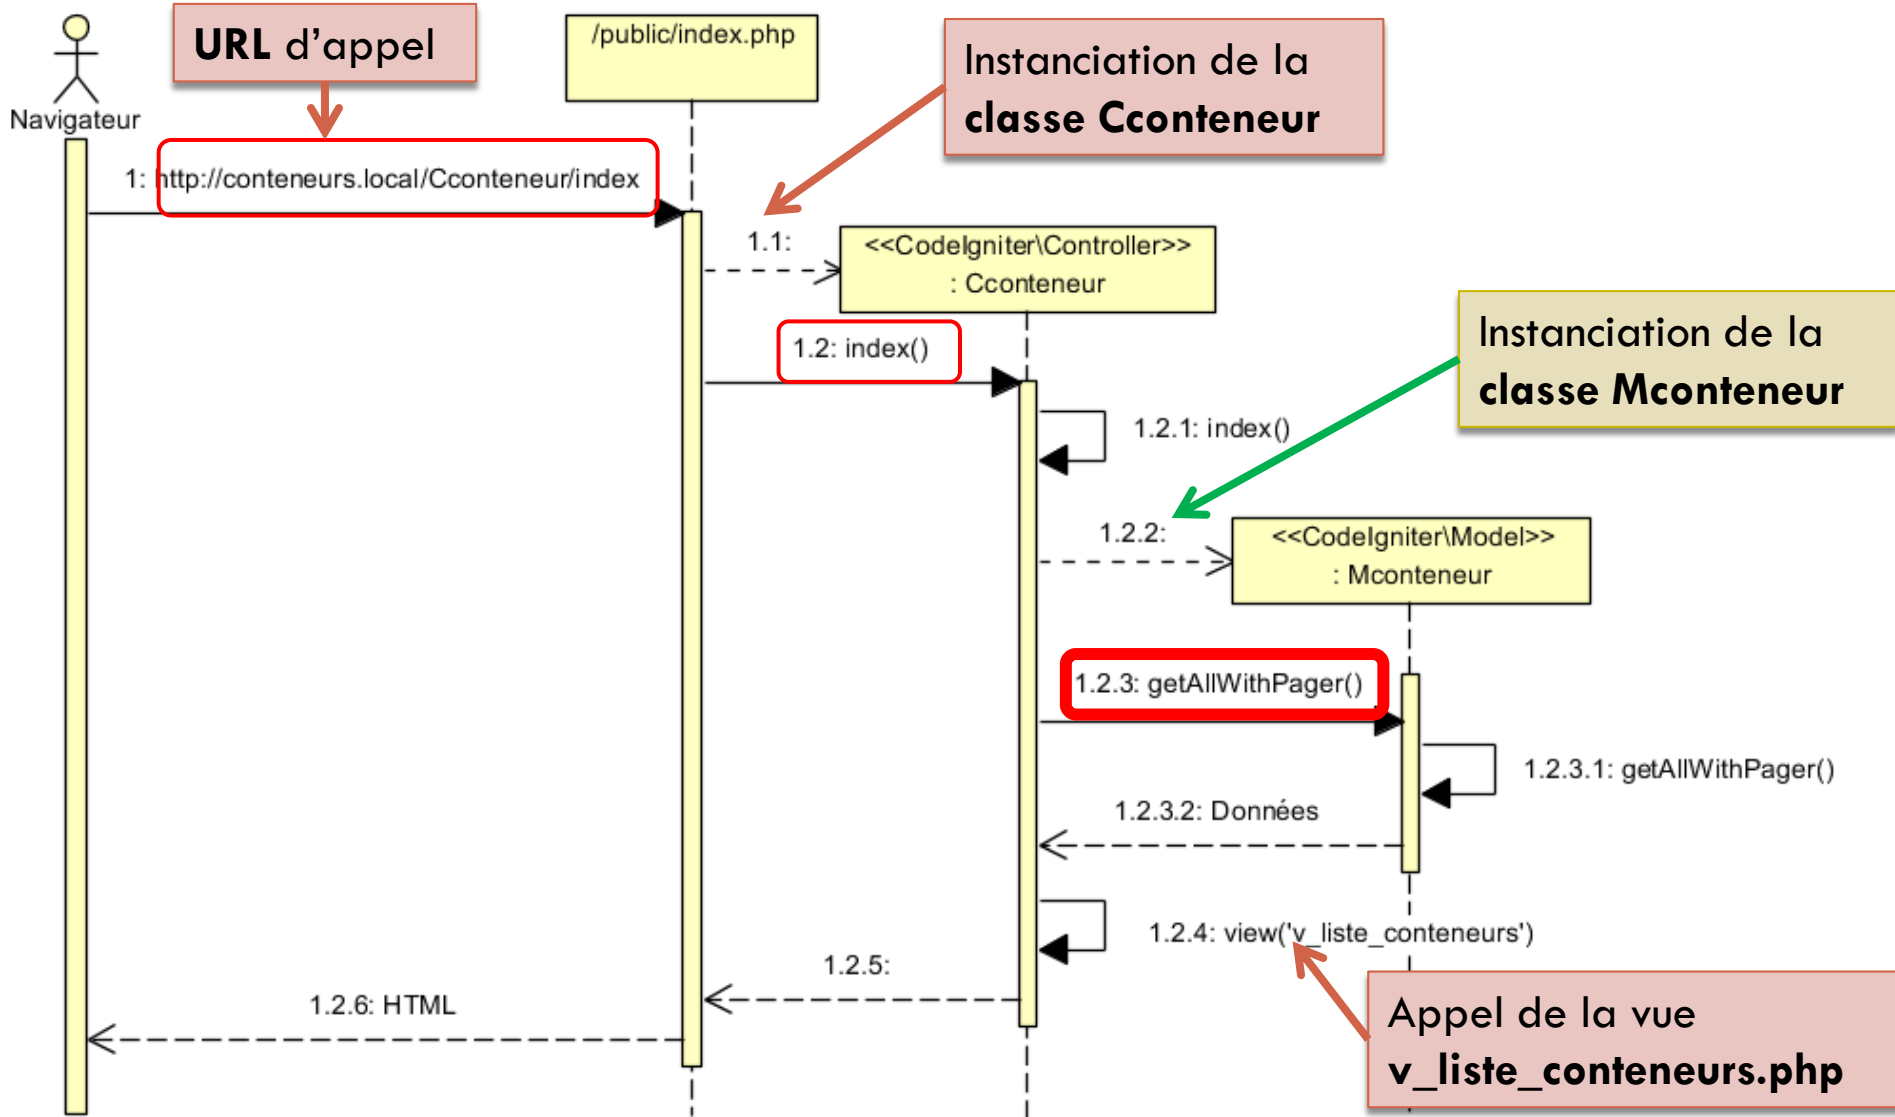 URL d'appel
/public/index.php
Instanciation de la
classe Cconteneur
Navigateur
1: http://conteneurs.local/Cconteneur/index
1.1:
<<CodeIgniter\Controller>>
: Cconteneur
1.2: index()
Instanciation de la
classe Mconteneur
1.2.1: index()
1.2.2:
<<CodeIgniter\Model>>
: Mconteneur
1.2.3: getAllWithPager()
1.2.3.1: getAllWithPager()
1.2.3.2: Données
1.2.4: view('v_liste_conteneurs')
1.2.5:
1.2.6: HTML
Appel de la vue
v_liste_conteneurs.php